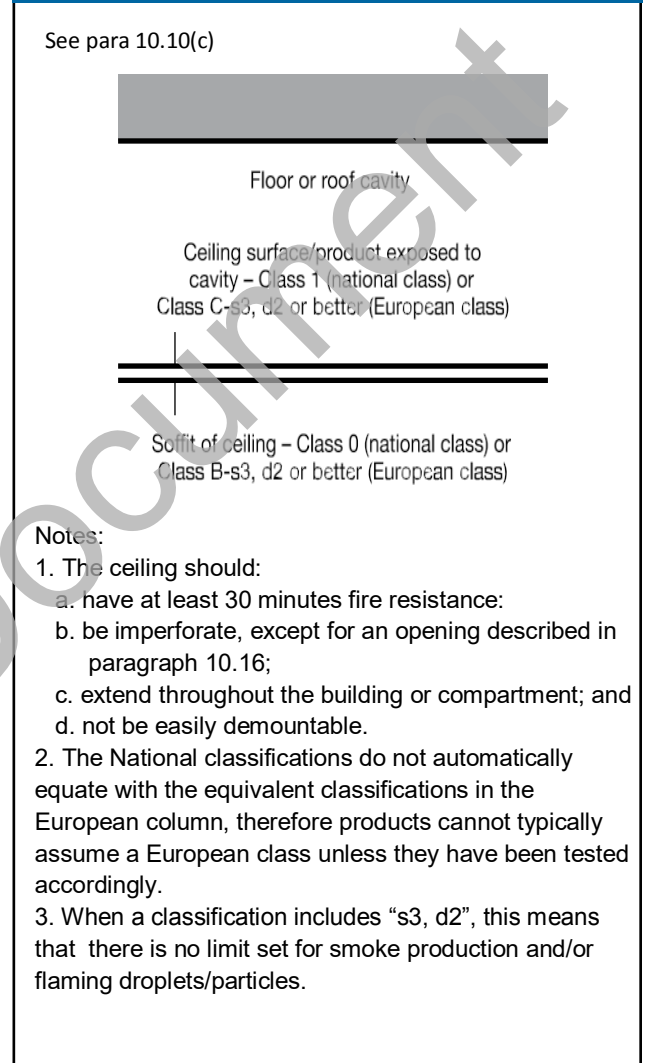 See para 10.10(c)
Floor or roof cavity
Ceiling surface/product exposed to
cavity – Class 1 (national class) or
Class C-s3, d2 or better (European class)
Soffit of ceiling – Class 0 (national class) or
Class B-s3, d2 or better (European class)
Notes:
1. The ceiling should:
a. have at least 30 minutes fire resistance:
b. be imperforate, except for an opening described in
paragraph 10.16;
c. extend throughout the building or compartment; and
d. not be easily demountable.
2. The National classifications do not automatically
equate with the equivalent classifications in the
European column, therefore products cannot typically
assume a European class unless they have been tested
accordingly.
3. When a classification includes “s3, d2”, this means
that there is no limit set for smoke production and/or
flaming droplets/particles.
ocument